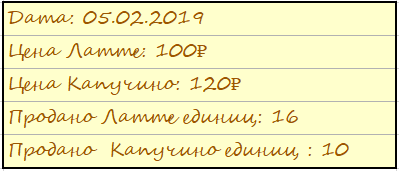 Дата: 05.02.2019
Цена Латте: 100₽
Цена Капучино: 120₽
Продано Латте единиц: 16
Продано  Капучино единиц : 10